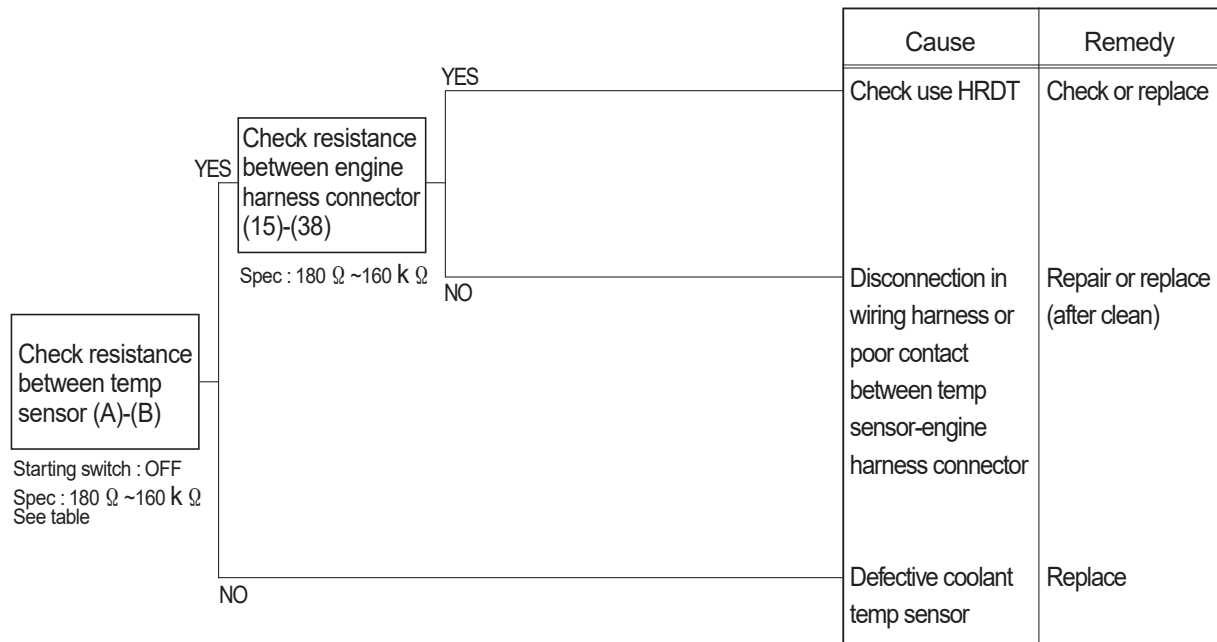 Cause
Remedy
YES
Check use HRDT
Check or replace
Check resistance
between engine
harness connector
(15)-(38)
YES
Spec : 180 Ω ~160 k Ω
NO
Disconnection in
wiring harness or
poor contact
between temp
sensor-engine
harness connector
Repair or replace
(after clean)
Check resistance
between temp
sensor (A)-(B)
Starting switch : OFF
Spec : 180 Ω ~160 k Ω
See table
NO
Defective coolant
temp sensor
Replace